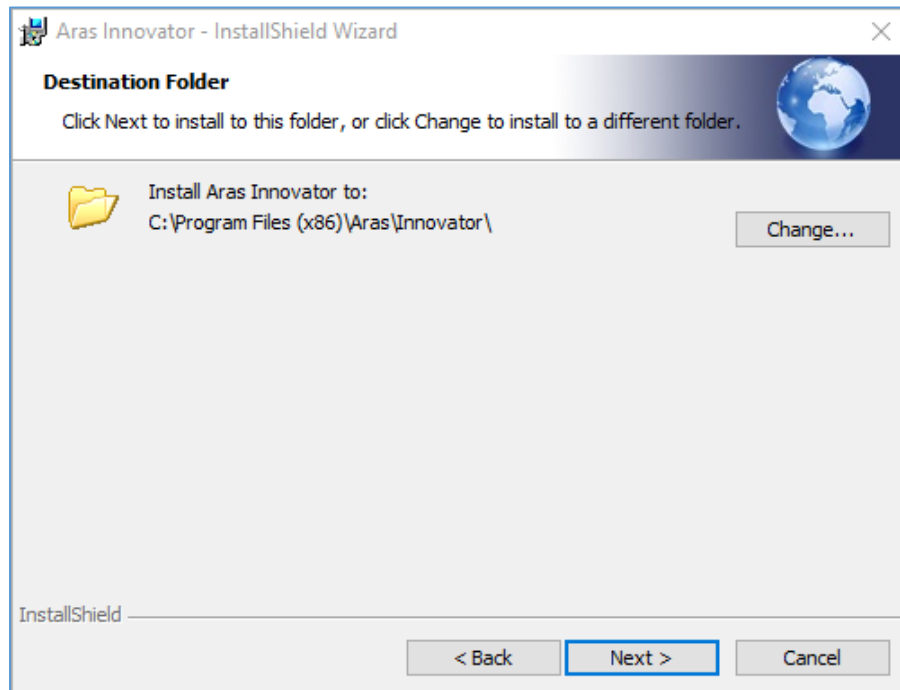 Aras Innovator - InstallShield Wizard
Destination Folder
Click Next to install to this folder, or click Change to install to a different folder.
Install Aras Innovator to:
C:\Program Files (x86)\Aras\Innovator\
Change...
InstallShield
< Back
Next >
Cancel